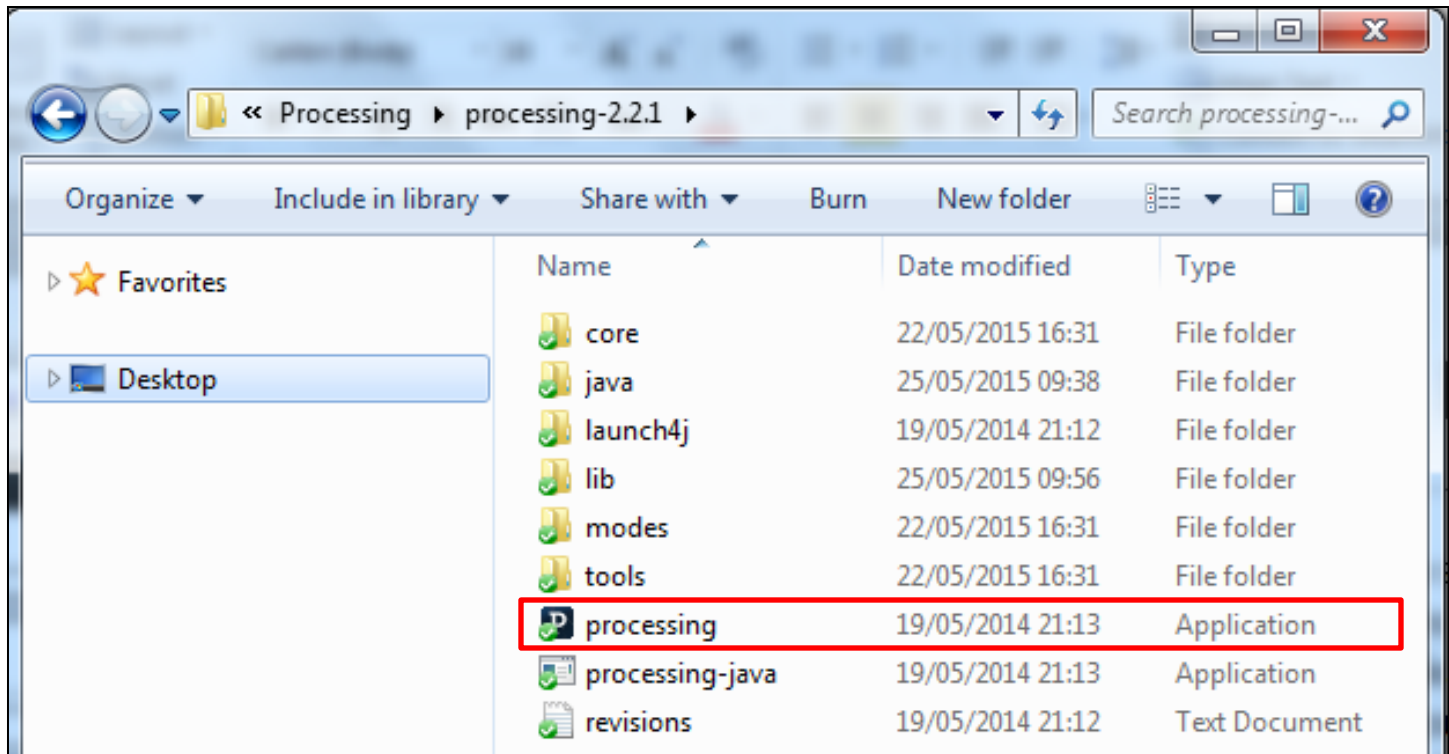 « Processing processing-2.2.1 Search processing-...
Organize Include in library Share with Burn New folder
Favorites
Desktop
Name Date modified Type
core 22/05/2015 16:31 File folder
java 25/05/2015 09:38 File folder
launch4j 19/05/2014 21:12 File folder
lib 25/05/2015 09:56 File folder
modes 22/05/2015 16:31 File folder
tools 22/05/2015 16:31 File folder
processing 19/05/2014 21:13 Application
processing-java 19/05/2014 21:13 Application
revisions 19/05/2014 21:12 Text Document